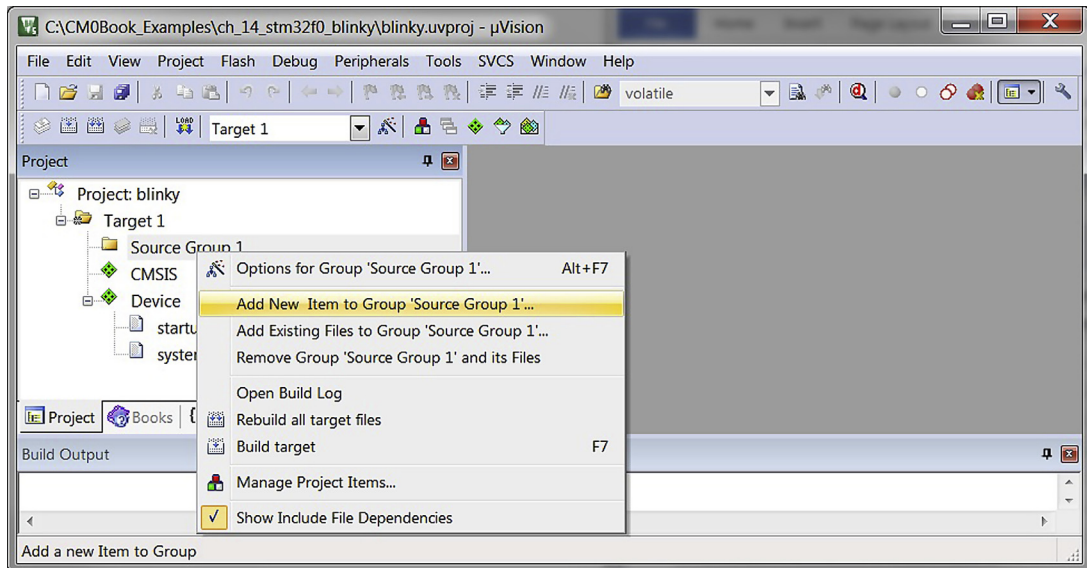 C:\CM0Book_Examples\ch_14_stm32f0_blinky\blinky.uvproj - µVision
File Edit View Project Flash Debug Peripherals Tools SVCS Window Help
volatile
LOAD
Target 1
Project
Project: blinky
Target 1
Source Group 1
CMSIS
Device
startu
system
Options for Group 'Source Group 1'... Alt+F7
Add New Item to Group 'Source Group 1'...
Add Existing Files to Group 'Source Group 1'...
Remove Group 'Source Group 1' and its Files
Open Build Log
Rebuild all target files
Build target F7
Manage Project Items...
Show Include File Dependencies
Project Books {
Build Output
Add a new Item to Group